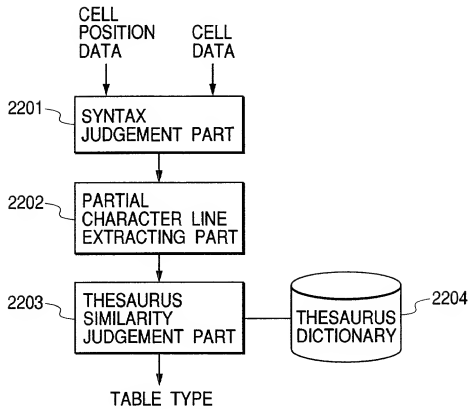 CELL
POSITION
DATA
CELL
DATA
2201
SYNTAX
JUDGEMENT PART
2202
PARTIAL
CHARACTER LINE
EXTRACTING PART
2203
THESAURUS
SIMILARITY
JUDGEMENT PART
2204
THESAURUS
DICTIONARY
TABLE TYPE